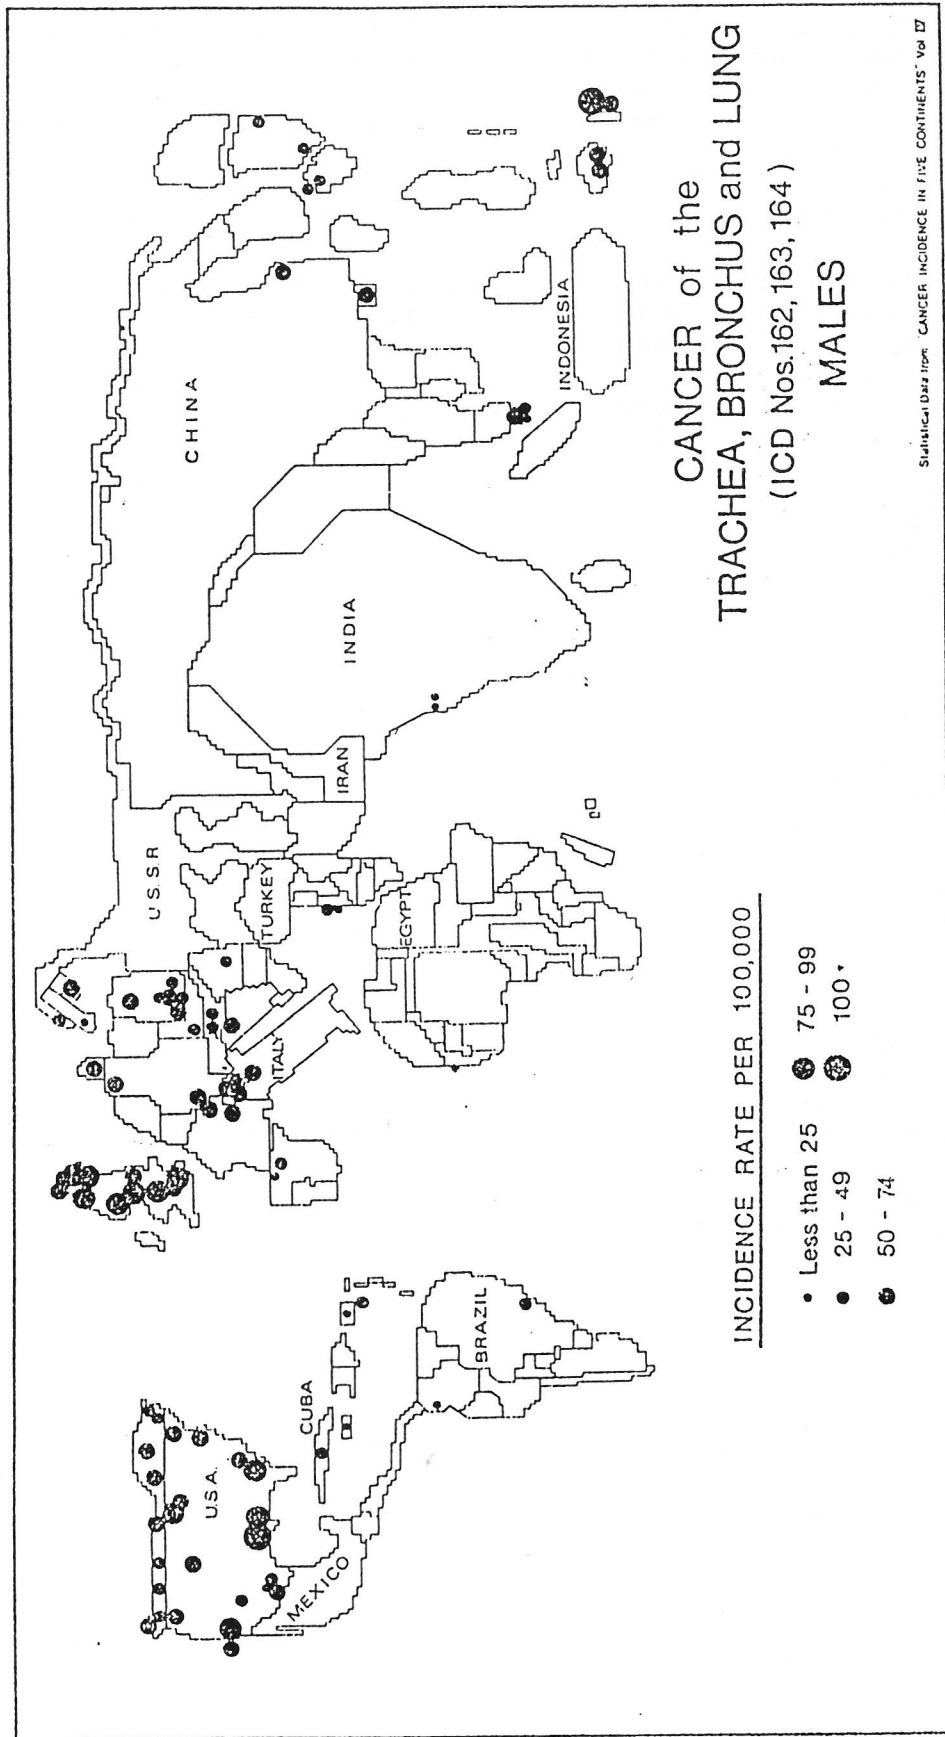 CANCER of the
TRACHEA, BRONCHUS and LUNG
(ICD Nos.162, 163, 164)
MALES
U.S.A.
MEXICO
CUBA
BRAZIL
ITALY
U.S.S.R
TURKEY
EGYPT
IRAN
INDIA
CHINA
INDONESIA
INCIDENCE RATE PER 100,000
Less than 25
25 - 49
50 - 74
75 - 99
100+
Statistical Data from "CANCER INCIDENCE IN FIVE CONTINENTS" Vol IV